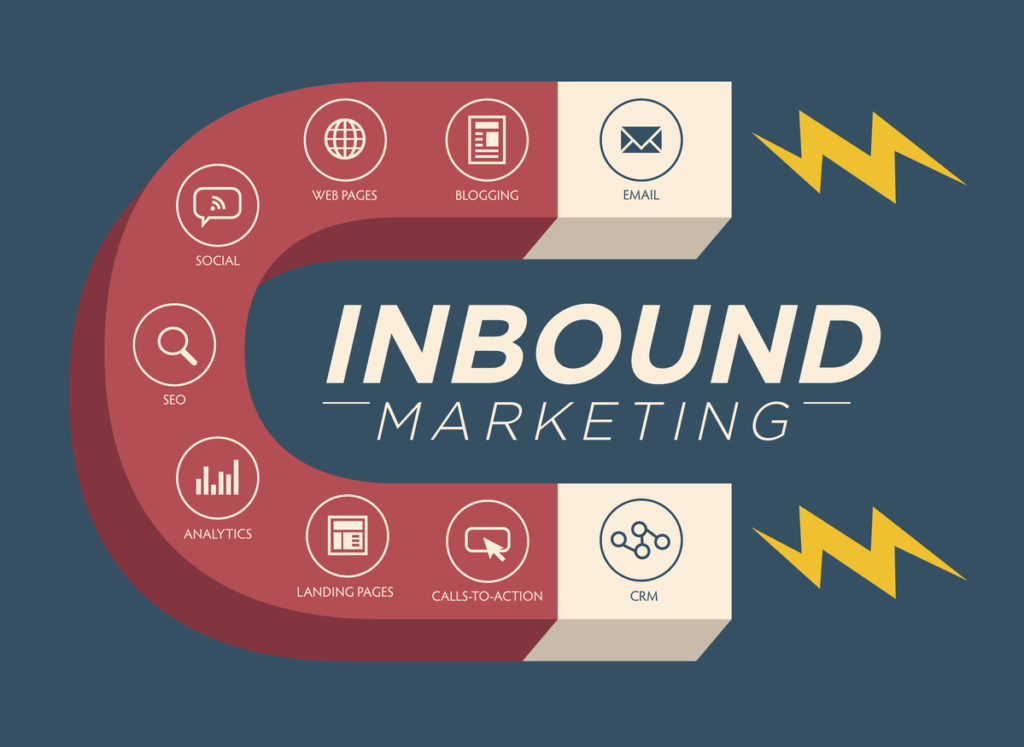 WEB PAGES
BLOGGING
EMAIL
SOCIAL
SEO
INBOUND
MARKETING
ANALYTICS
LANDING PAGES
CALLS-TO-ACTION
CRM